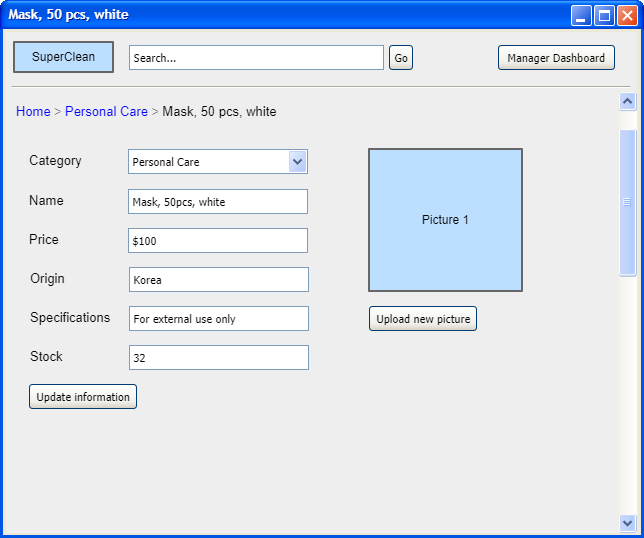 Mask, 50 pcs, white
SuperClean
Search...
Go
Manager Dashboard
Home > Personal Care > Mask, 50 pcs, white
Category
Personal Care
Name
Mask, 50pcs, white
Price
$100
Origin
Korea
Specifications
For external use only
Stock
32
Update information
Picture 1
Upload new picture